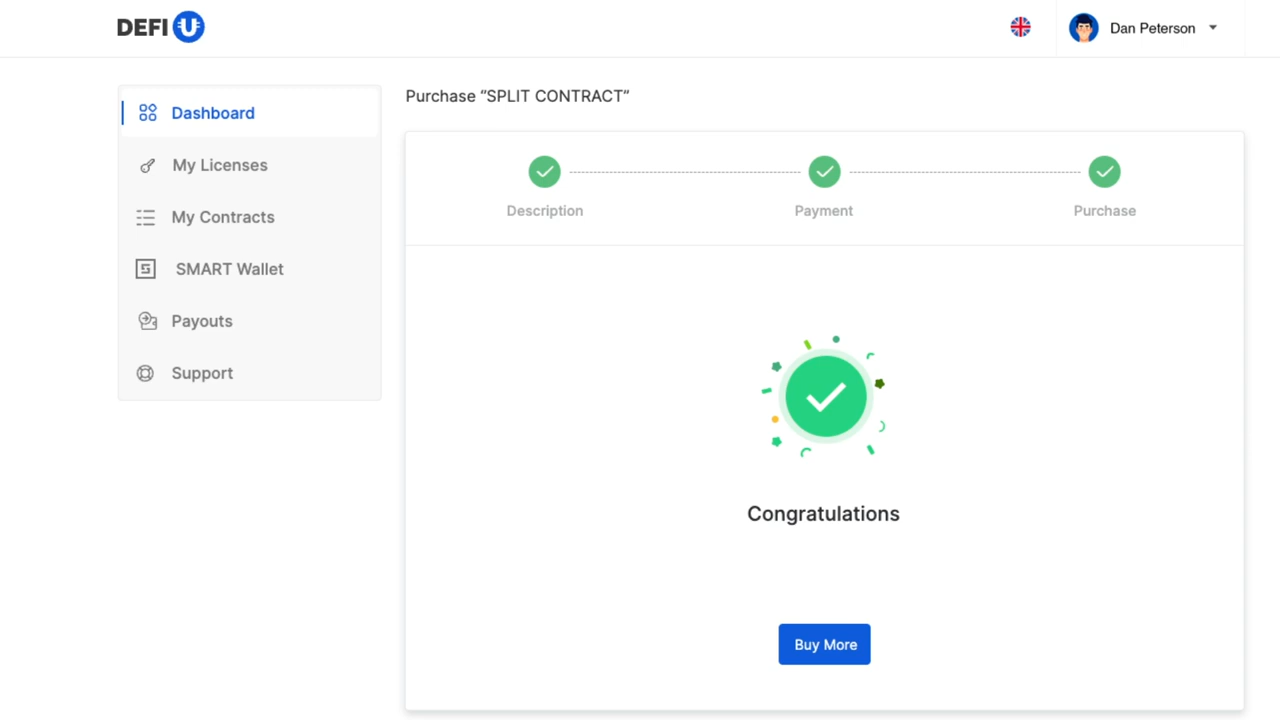 DEFI U
Dan Peterson
Dashboard
My Licenses
My Contracts
SMART Wallet
Payouts
Support
Purchase “SPLIT CONTRACT”
Description
Payment
Purchase
Congratulations
Buy More